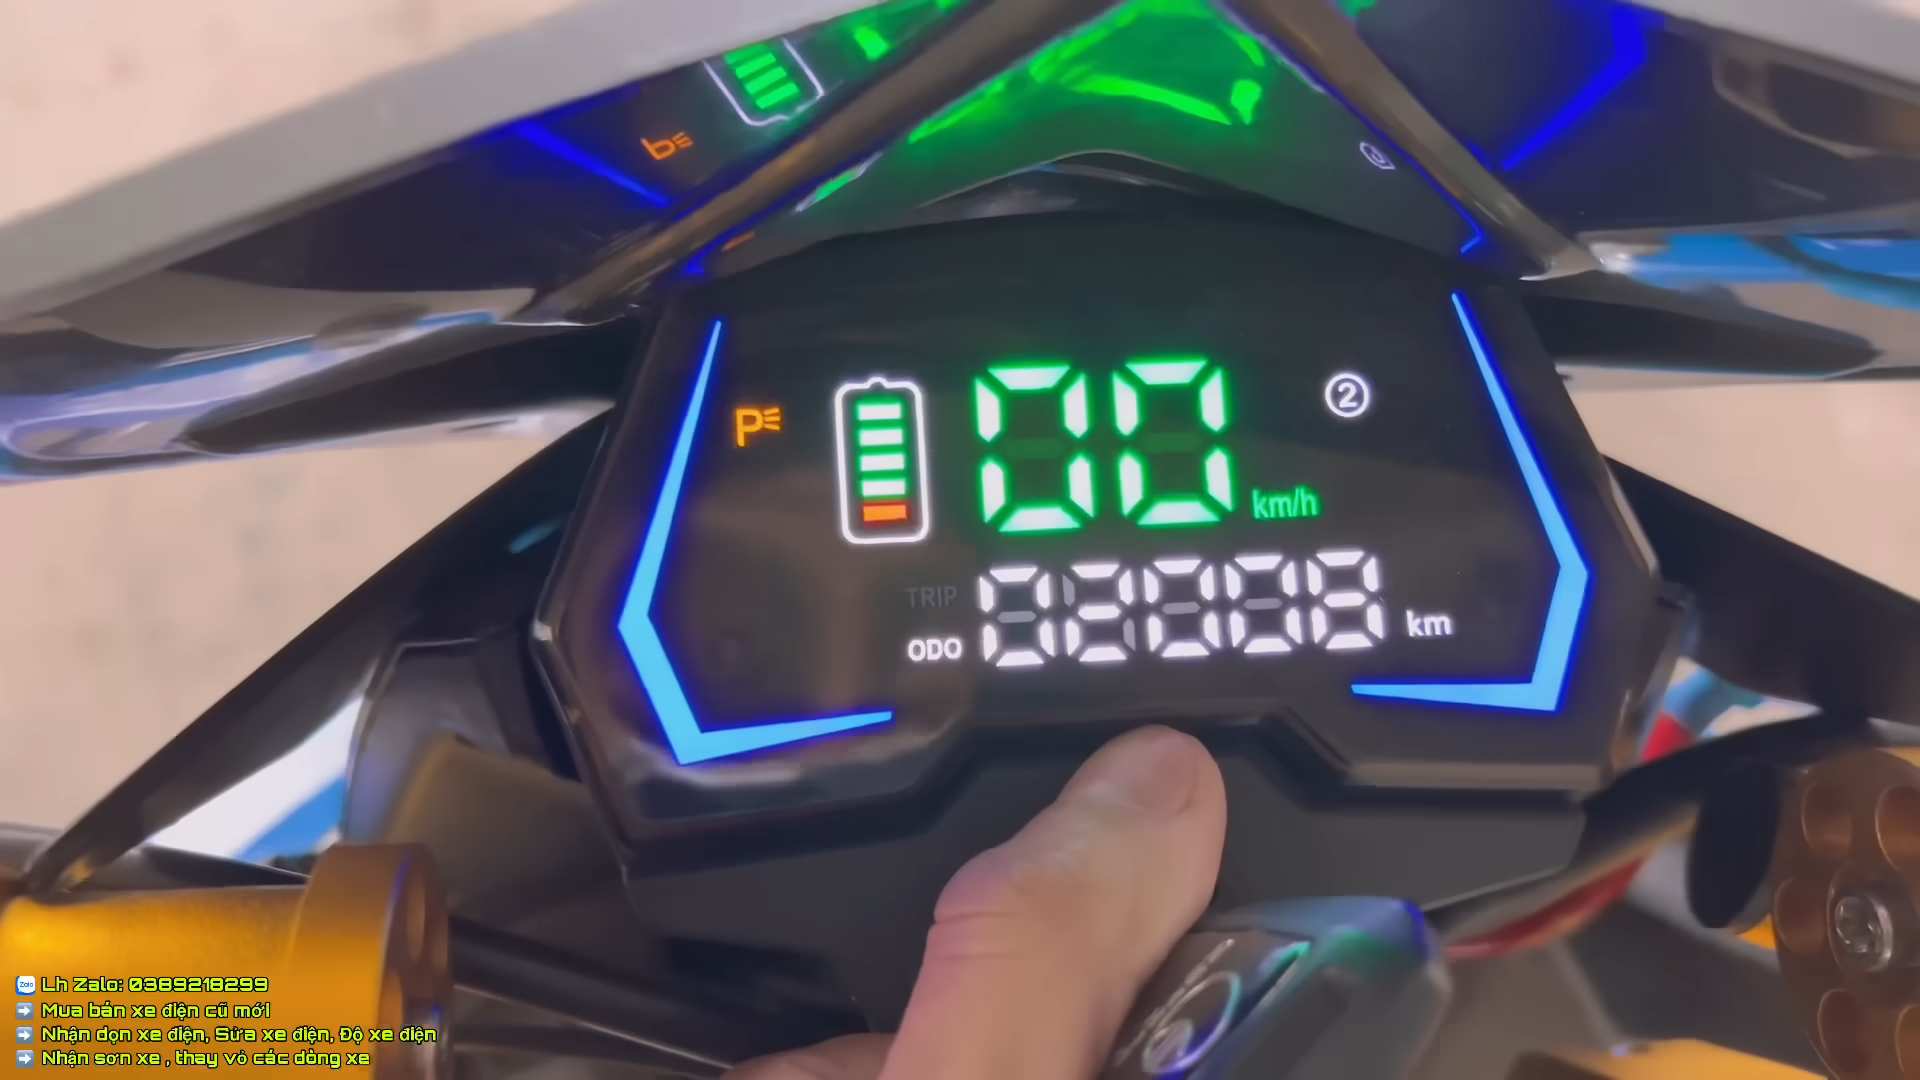 P
00 km/h
2
TRIP
ODO 02008 km
Lh Zalo: 0389218299
Mua bán xe điện cũ mới
Nhận dọn xe điện, Sửa xe điện, Độ xe điện
Nhận sơn xe , thay vỏ các dòng xe